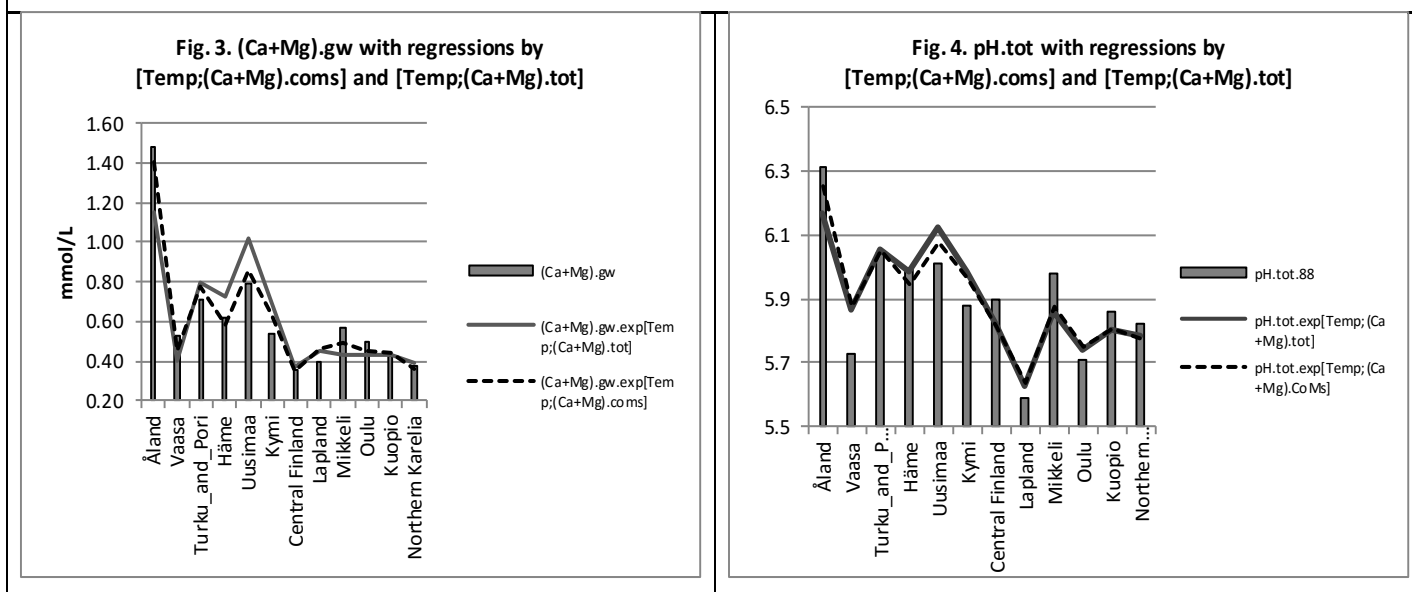 Fig. 3. (Ca+Mg).gw with regressions by
[Temp;(Ca+Mg).coms] and [Temp;(Ca+Mg).tot]
1.60
1.40
1.20
1.00
0.80
0.60
0.40
0.20
mmol/L
Åland
Vaasa
Turku_and_Pori
Häme
Uusimaa
Kymi
Central Finland
Lapland
Mikkeli
Oulu
Kuopio
Northern Karelia
(Ca+Mg).gw
(Ca+Mg).gw.exp[Tem
p;(Ca+Mg).tot]
(Ca+Mg).gw.exp[Tem
p;(Ca+Mg).coms]
Fig. 4. pH.tot with regressions by
[Temp;(Ca+Mg).coms] and [Temp;(Ca+Mg).tot]
6.5
6.3
6.1
5.9
5.7
5.5
Åland
Vaasa
Turku_and_P...
Häme
Uusimaa
Kymi
Central Finland
Lapland
Mikkeli
Oulu
Kuopio
Northern...
pH.tot.88
pH.tot.exp[Temp;(Ca
+Mg).tot]
pH.tot.exp[Temp;(Ca
+Mg).CoMs]